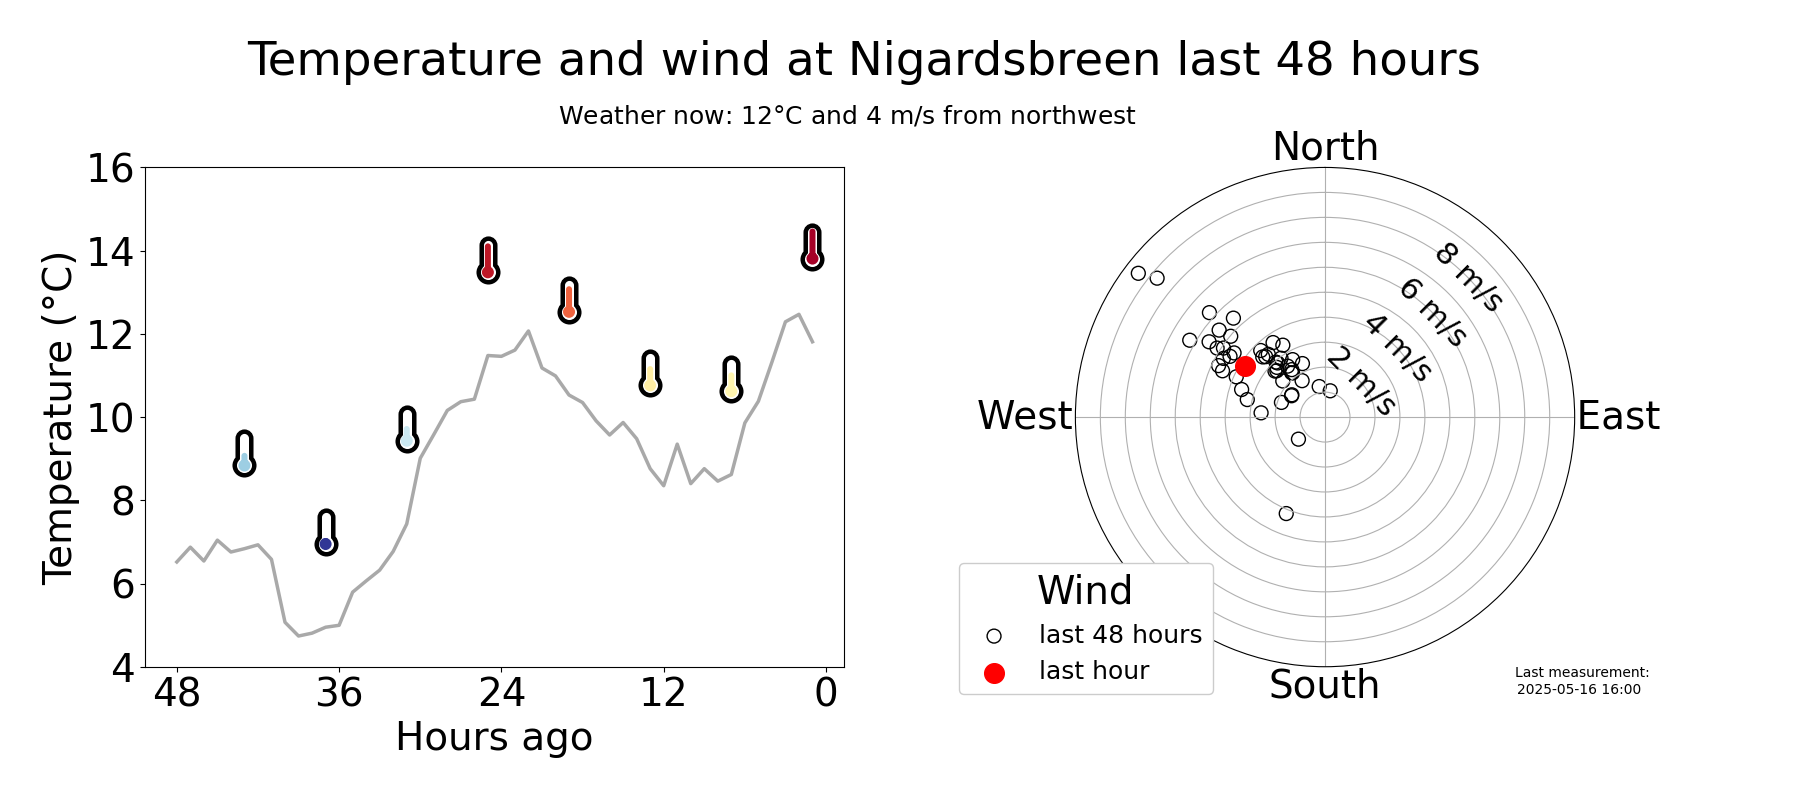 Temperature and wind at Nigardsbreen last 48 hours
Weather now: 12°C and 4 m/s from northwest
Temperature (°C)
16
14
12
10
8
6
4
48
36
24
12
0
Hours ago
North
West
East
South
8 m/s
6 m/s
4 m/s
2 m/s
Wind
last 48 hours
last hour
Last measurement:
2025-05-16 16:00